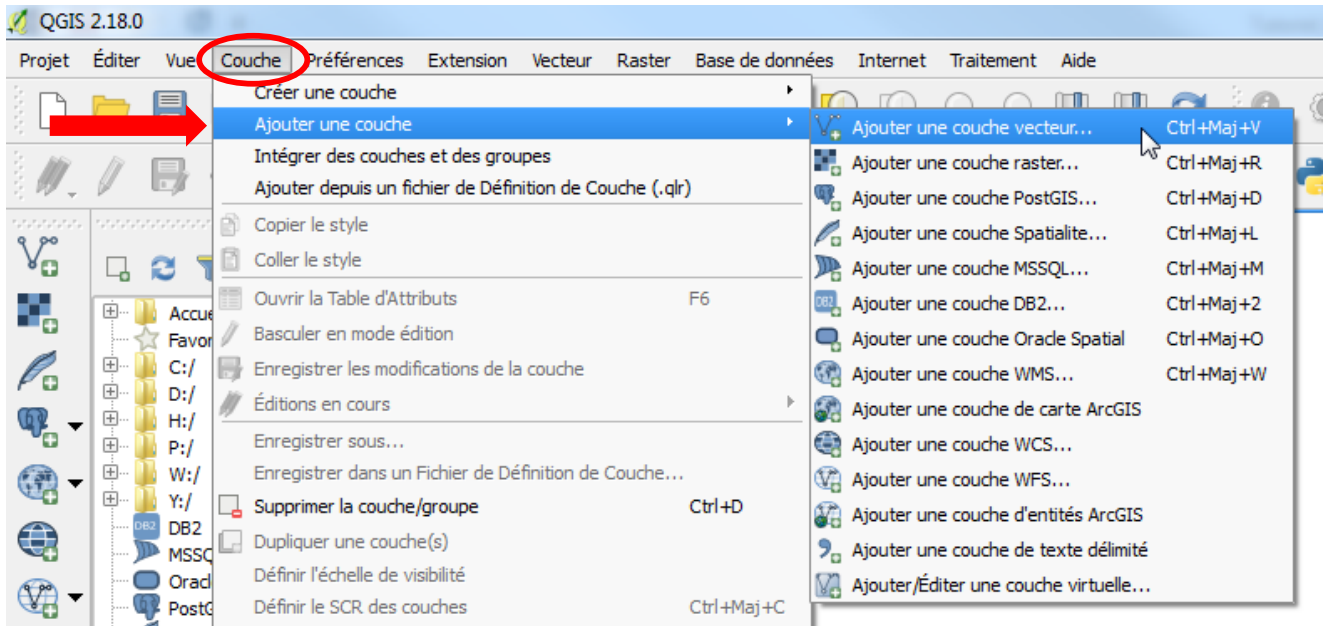 QGIS 2.18.0
Projet Éditer Vue Couche Préférences Extension Vecteur Raster Base de données Internet Traitement Aide
Créer une couche
Ajouter une couche
Intégrer des couches et des groupes
Ajouter depuis un fichier de Définition de Couche (.qlr)
Copier le style
Coller le style
Ouvrir la Table d'Attributs F6
Basculer en mode édition
Enregistrer les modifications de la couche
Éditions en cours
Enregistrer sous...
Enregistrer dans un Fichier de Définition de Couche...
Supprimer la couche/groupe Ctrl+D
Dupliquer une couche(s)
Définir l'échelle de visibilité
Définir le SCR des couches Ctrl+Maj+C
Ajouter une couche vecteur... Ctrl+Maj+V
Ajouter une couche raster... Ctrl+Maj+R
Ajouter une couche PostGIS... Ctrl+Maj+D
Ajouter une couche Spatialite... Ctrl+Maj+L
Ajouter une couche MSSQL... Ctrl+Maj+M
Ajouter une couche DB2... Ctrl+Maj+2
Ajouter une couche Oracle Spatial Ctrl+Maj+O
Ajouter une couche WMS... Ctrl+Maj+W
Ajouter une couche de carte ArcGIS
Ajouter une couche WCS...
Ajouter une couche WFS...
Ajouter une couche d'entités ArcGIS
Ajouter une couche de texte délimité
Ajouter/Éditer une couche virtuelle...
Accue
Favor
C:/
D:/
H:/
P:/
W:/
Y:/
DB2 DB2
MSSQ
Oracl
PostG